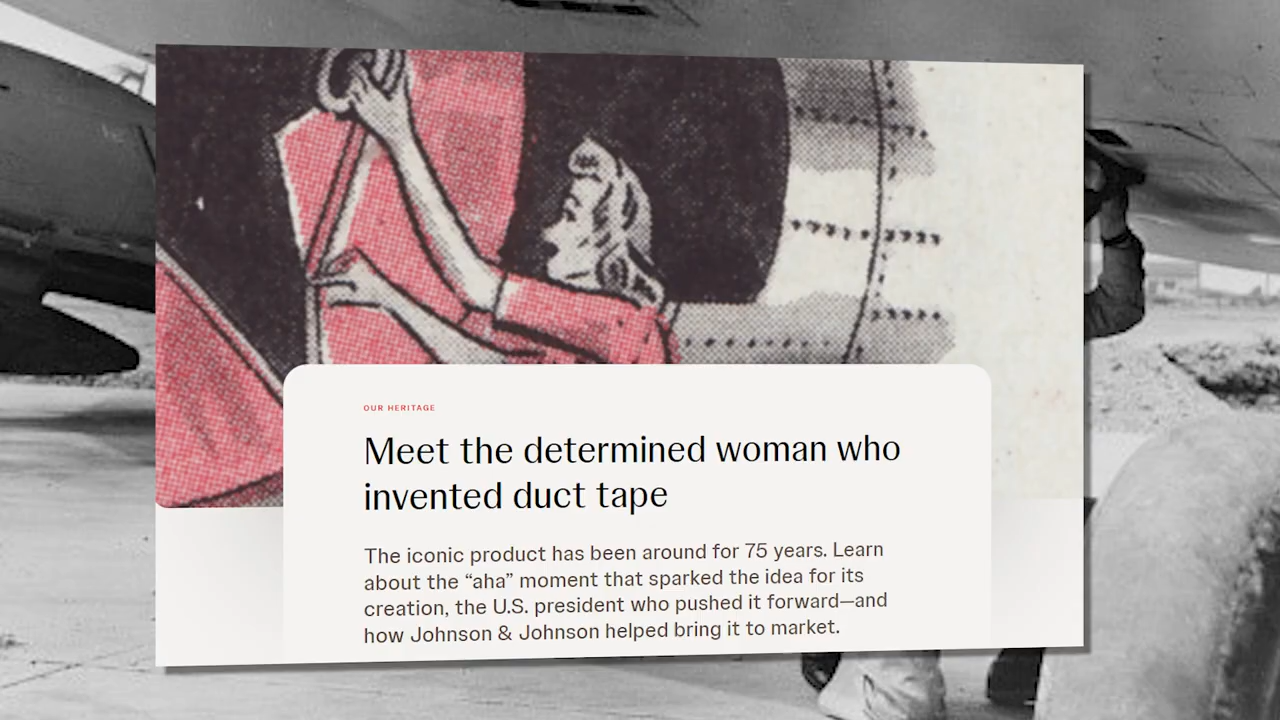 OUR HERITAGE
Meet the determined woman who
invented duct tape
The iconic product has been around for 75 years. Learn
about the “aha” moment that sparked the idea for its
creation, the U.S. president who pushed it forward—and
how Johnson & Johnson helped bring it to market.